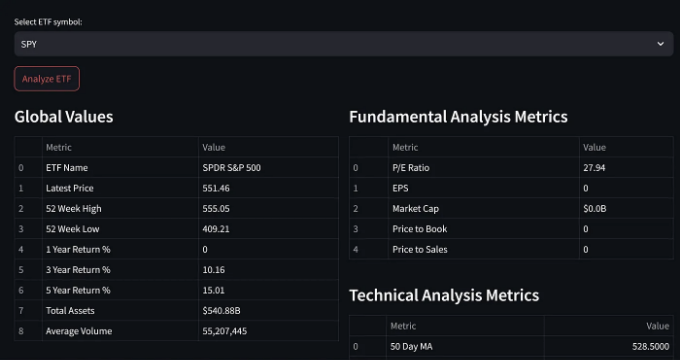 Select ETF symbol:
SPY
Analyze ETF
Global Values
Metric Value
0 ETF Name SPDR S&P 500
1 Latest Price 551.46
2 52 Week High 555.05
3 52 Week Low 409.21
4 1 Year Return % 0
5 3 Year Return % 10.16
6 5 Year Return % 15.01
7 Total Assets $540.88B
8 Average Volume 55,207,445
Fundamental Analysis Metrics
Metric Value
0 P/E Ratio 27.94
1 EPS 0
2 Market Cap $0.0B
3 Price to Book 0
4 Price to Sales 0
Technical Analysis Metrics
Metric Value
0 50 Day MA 528.5000